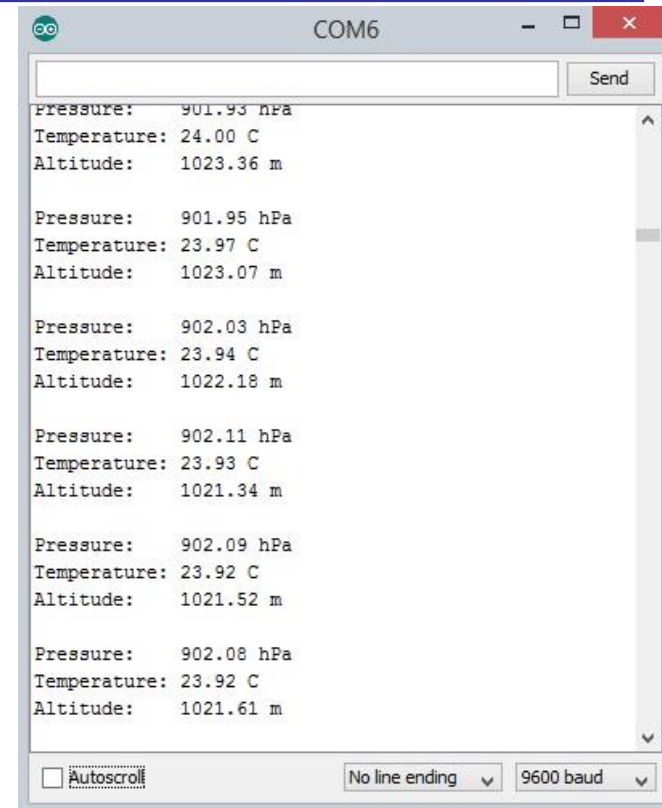 COM6
Send
Pressure: 901.93 hPa
Temperature: 24.00 C
Altitude: 1023.36 m
Pressure: 901.95 hPa
Temperature: 23.97 C
Altitude: 1023.07 m
Pressure: 902.03 hPa
Temperature: 23.94 C
Altitude: 1022.18 m
Pressure: 902.11 hPa
Temperature: 23.93 C
Altitude: 1021.34 m
Pressure: 902.09 hPa
Temperature: 23.92 C
Altitude: 1021.52 m
Pressure: 902.08 hPa
Temperature: 23.92 C
Altitude: 1021.61 m
Autoscroll No line ending 9600 baud